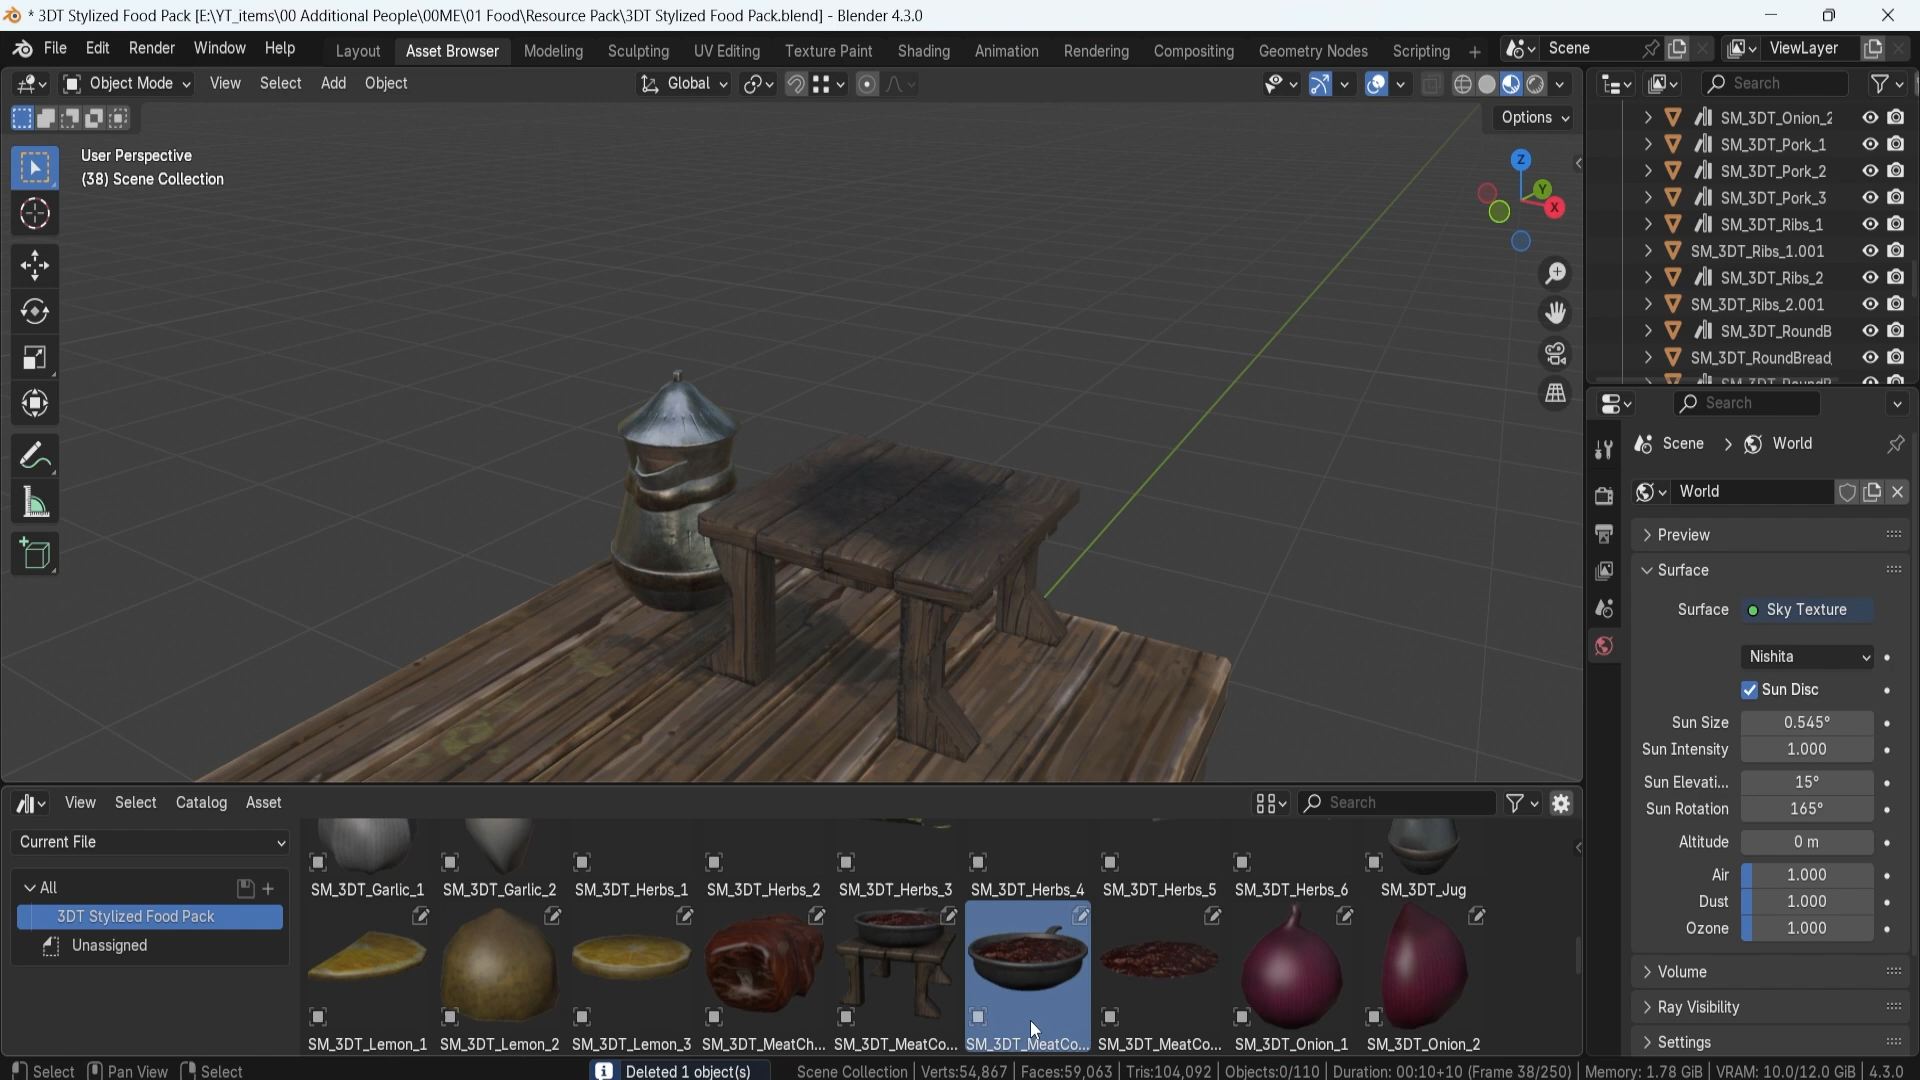 * 3DT Stylized Food Pack [E:\YT_items\00 Additional People\00ME\01 Food\Resource Pack\3DT Stylized Food Pack.blend] - Blender 4.3.0
File Edit Render Window Help Layout Asset Browser Modeling Sculpting UV Editing Texture Paint Shading Animation Rendering Compositing Geometry Nodes Scripting + Scene ViewLayer
Object Mode View Select Add Object Global Search
Options
User Perspective
(38) Scene Collection
Z
Y
X
SM_3DT_Onion_2
SM_3DT_Pork_1
SM_3DT_Pork_2
SM_3DT_Pork_3
SM_3DT_Ribs_1
SM_3DT_Ribs_1.001
SM_3DT_Ribs_2
SM_3DT_Ribs_2.001
SM_3DT_RoundB
SM_3DT_RoundBread
Search
Scene > World
World
Preview
Surface
Surface Sky Texture
Nishita
Sun Disc
Sun Size 0.545°
Sun Intensity 1.000
Sun Elevati... 15°
Sun Rotation 165°
Altitude 0 m
Air 1.000
Dust 1.000
Ozone 1.000
Volume
Ray Visibility
Settings
View Select Catalog Asset Search
Current File
All
3DT Stylized Food Pack
Unassigned
SM_3DT_Garlic_1 SM_3DT_Garlic_2 SM_3DT_Herbs_1 SM_3DT_Herbs_2 SM_3DT_Herbs_3 SM_3DT_Herbs_4 SM_3DT_Herbs_5 SM_3DT_Herbs_6 SM_3DT_Jug
SM_3DT_Lemon_1 SM_3DT_Lemon_2 SM_3DT_Lemon_3 SM_3DT_MeatCh... SM_3DT_MeatCo... SM_3DT_MeatCo... SM_3DT_MeatCo... SM_3DT_Onion_1 SM_3DT_Onion_2
Select Pan View Select Deleted 1 object(s) Scene Collection | Verts:54,867 | Faces:59,063 | Tris:104,092 | Objects:0/110 | Duration: 00:10+10 (Frame 38/250) | Memory: 1.78 GiB | VRAM: 10.0/12.0 GiB | 4.3.0